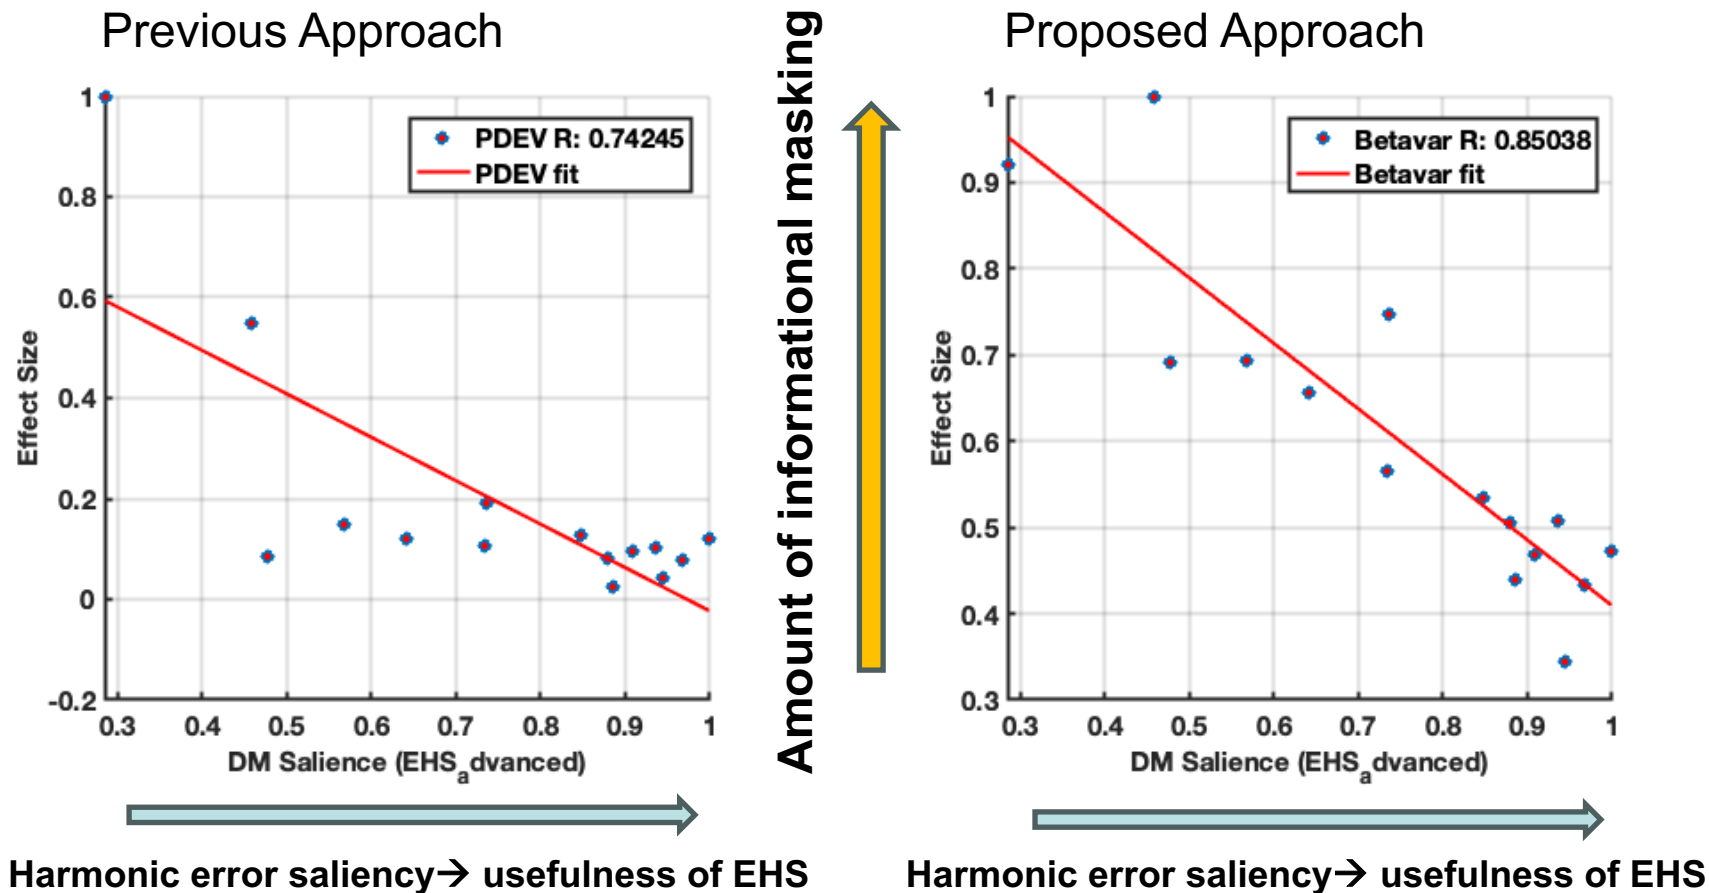 Previous Approach
1
0.8
0.6
0.4
0.2
0
-0.2
Effect Size
PDEV R: 0.74245
PDEV fit
0.3 0.4 0.5 0.6 0.7 0.8 0.9 1
DM Salience (EHSadvanced)
Harmonic error saliency→ usefulness of EHS
Amount of informational masking
Proposed Approach
1
0.9
0.8
0.7
0.6
0.5
0.4
0.3
Effect Size
Betavar R: 0.85038
Betavar fit
0.3 0.4 0.5 0.6 0.7 0.8 0.9 1
DM Salience (EHSadvanced)
Harmonic error saliency→ usefulness of EHS